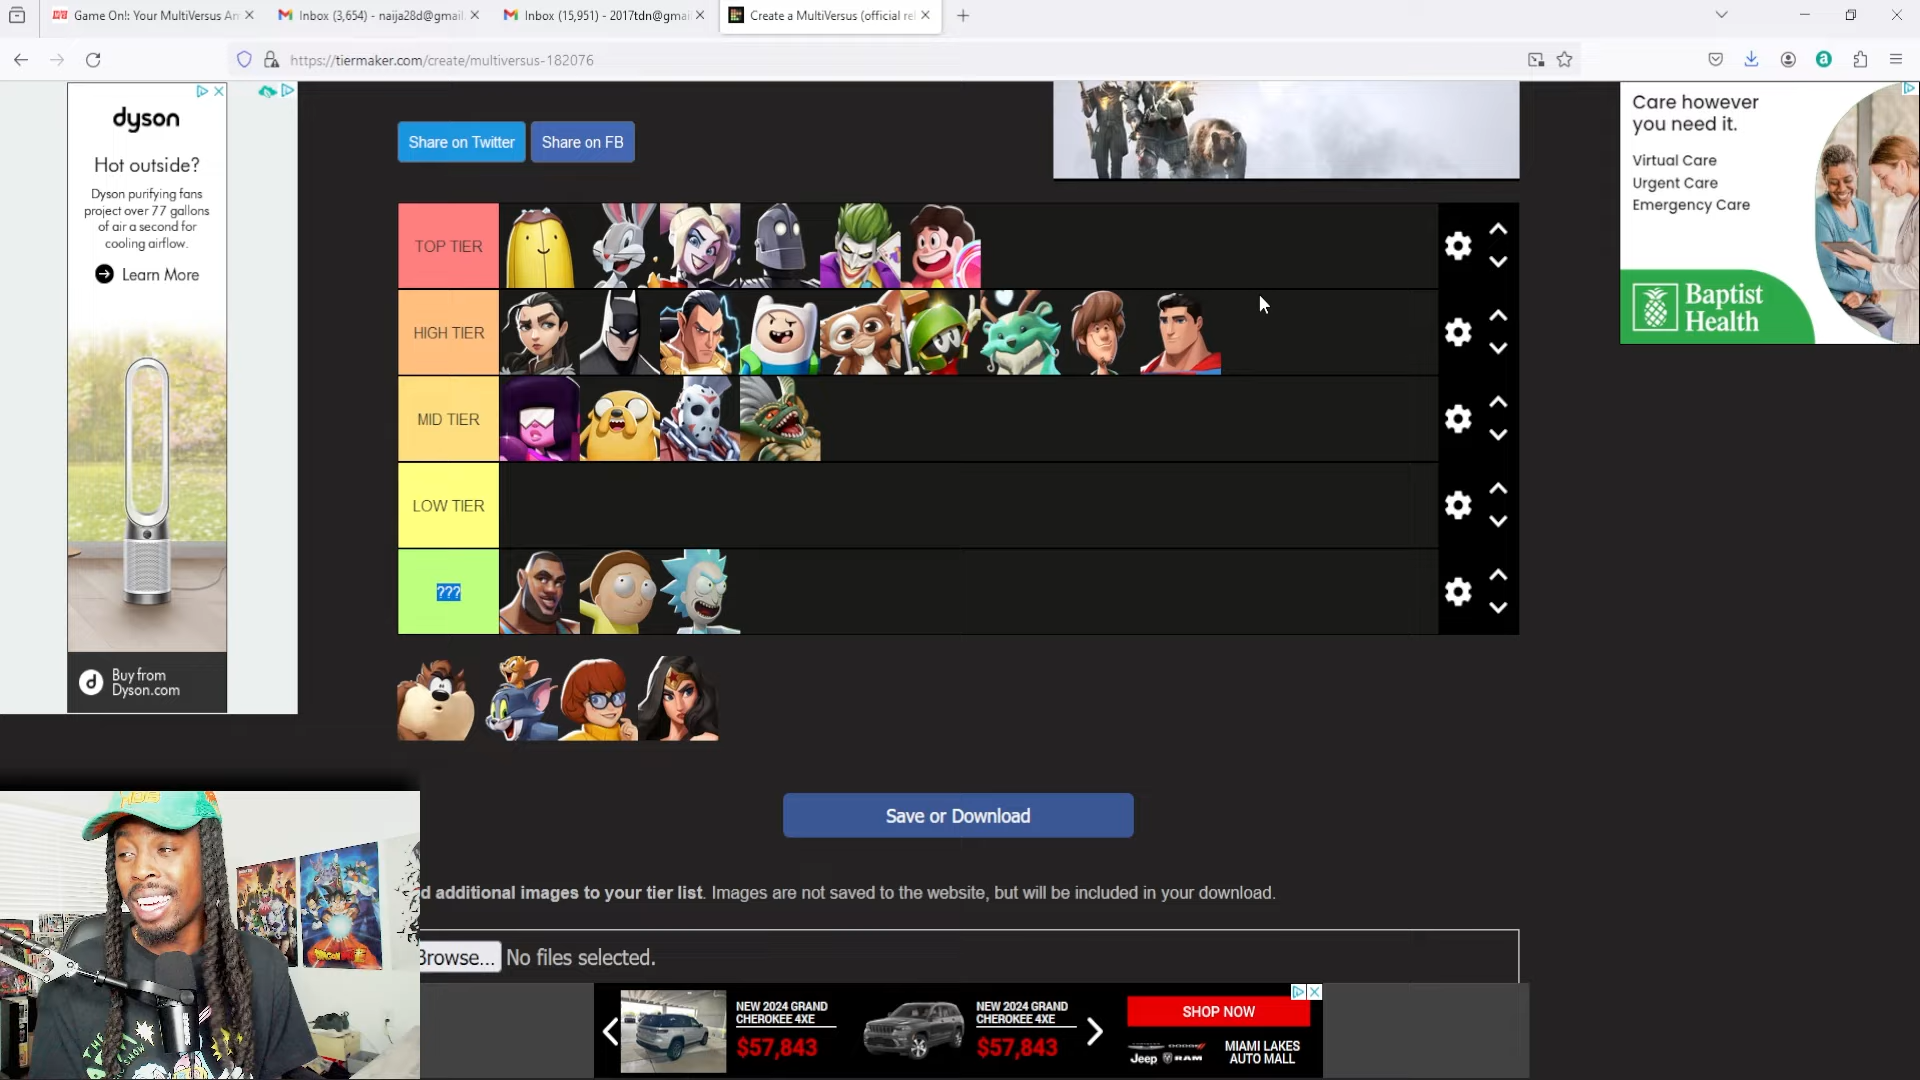 Game On!: Your MultiVersus Ar
Inbox (3,654) - naija28d@gmail.
Inbox (15,951) - 2017tdn@gmai
Create a MultiVersus (official rel
https://tiermaker.com/create/multiversus-182076
dyson
Hot outside?
Dyson purifying fans
project over 77 gallons
of air a second for
cooling airflow.
Learn More
Buy from
Dyson.com
Share on Twitter
Share on FB
TOP TIER
HIGH TIER
MID TIER
LOW TIER
???
Save or Download
d additional images to your tier list. Images are not saved to the website, but will be included in your download.
Browse...
No files selected.
Care however
you need it.
Virtual Care
Urgent Care
Emergency Care
Baptist
Health
NEW 2024 GRAND
CHEROKEE 4XE
$57,843
NEW 2024 GRAND
CHEROKEE 4XE
$57,843
SHOP NOW
Jeep
RAM
MIAMI LAKES
AUTO MALL